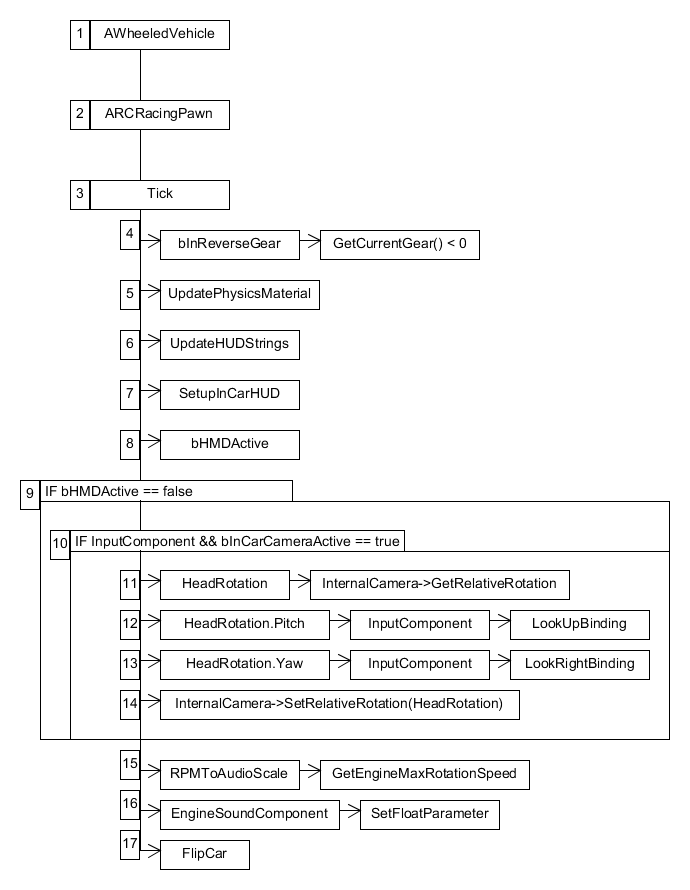 1 AWheeledVehicle
2 ARCRacingPawn
3 Tick
4 bInReverseGear GetCurrentGear() < 0
5 UpdatePhysicsMaterial
6 UpdateHUDStrings
7 SetupInCarHUD
8 bHMDActive
9 IF bHMDActive == false
10 IF InputComponent && bInCarCameraActive == true
11 HeadRotation InternalCamera->GetRelativeRotation
12 HeadRotation.Pitch InputComponent LookUpBinding
13 HeadRotation.Yaw InputComponent LookRightBinding
14 InternalCamera->SetRelativeRotation(HeadRotation)
15 RPMToAudioScale GetEngineMaxRotationSpeed
16 EngineSoundComponent SetFloatParameter
17 FlipCar